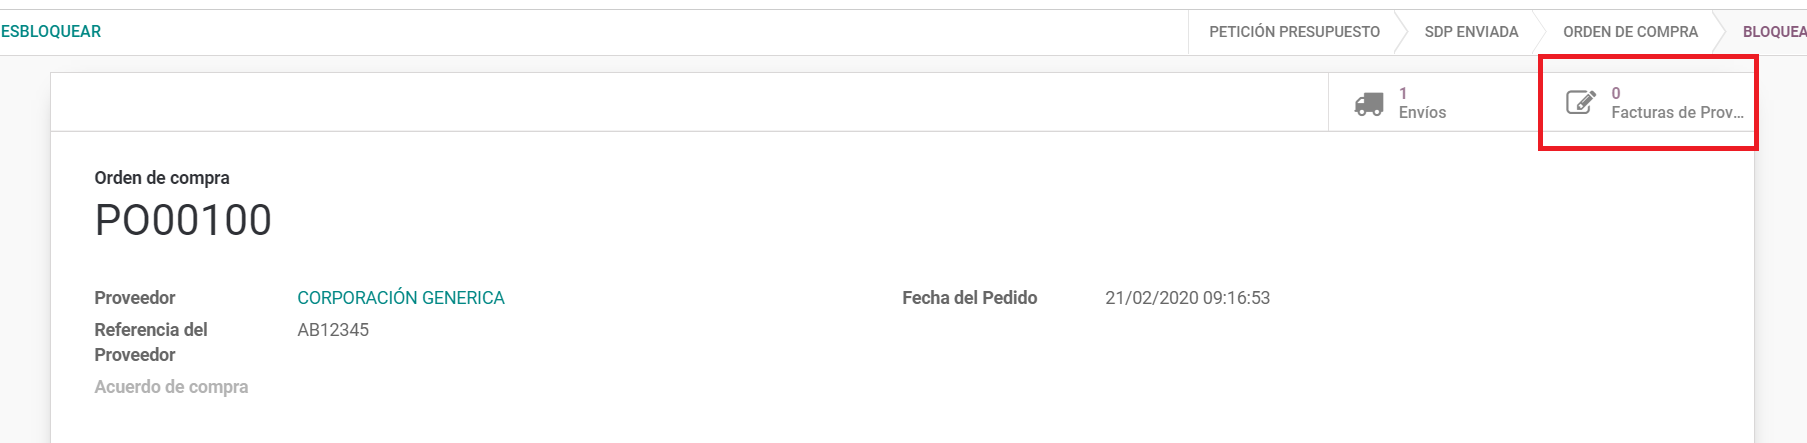 ESBLOQUEAR
PETICIÓN PRESUPUESTO
SDP ENVIADA
ORDEN DE COMPRA
BLOQUEA
1
Envíos
0
Facturas de Prov...
Orden de compra
PO00100
Proveedor CORPORACIÓN GENERICA
Fecha del Pedido 21/02/2020 09:16:53
Referencia del AB12345
Proveedor
Acuerdo de compra